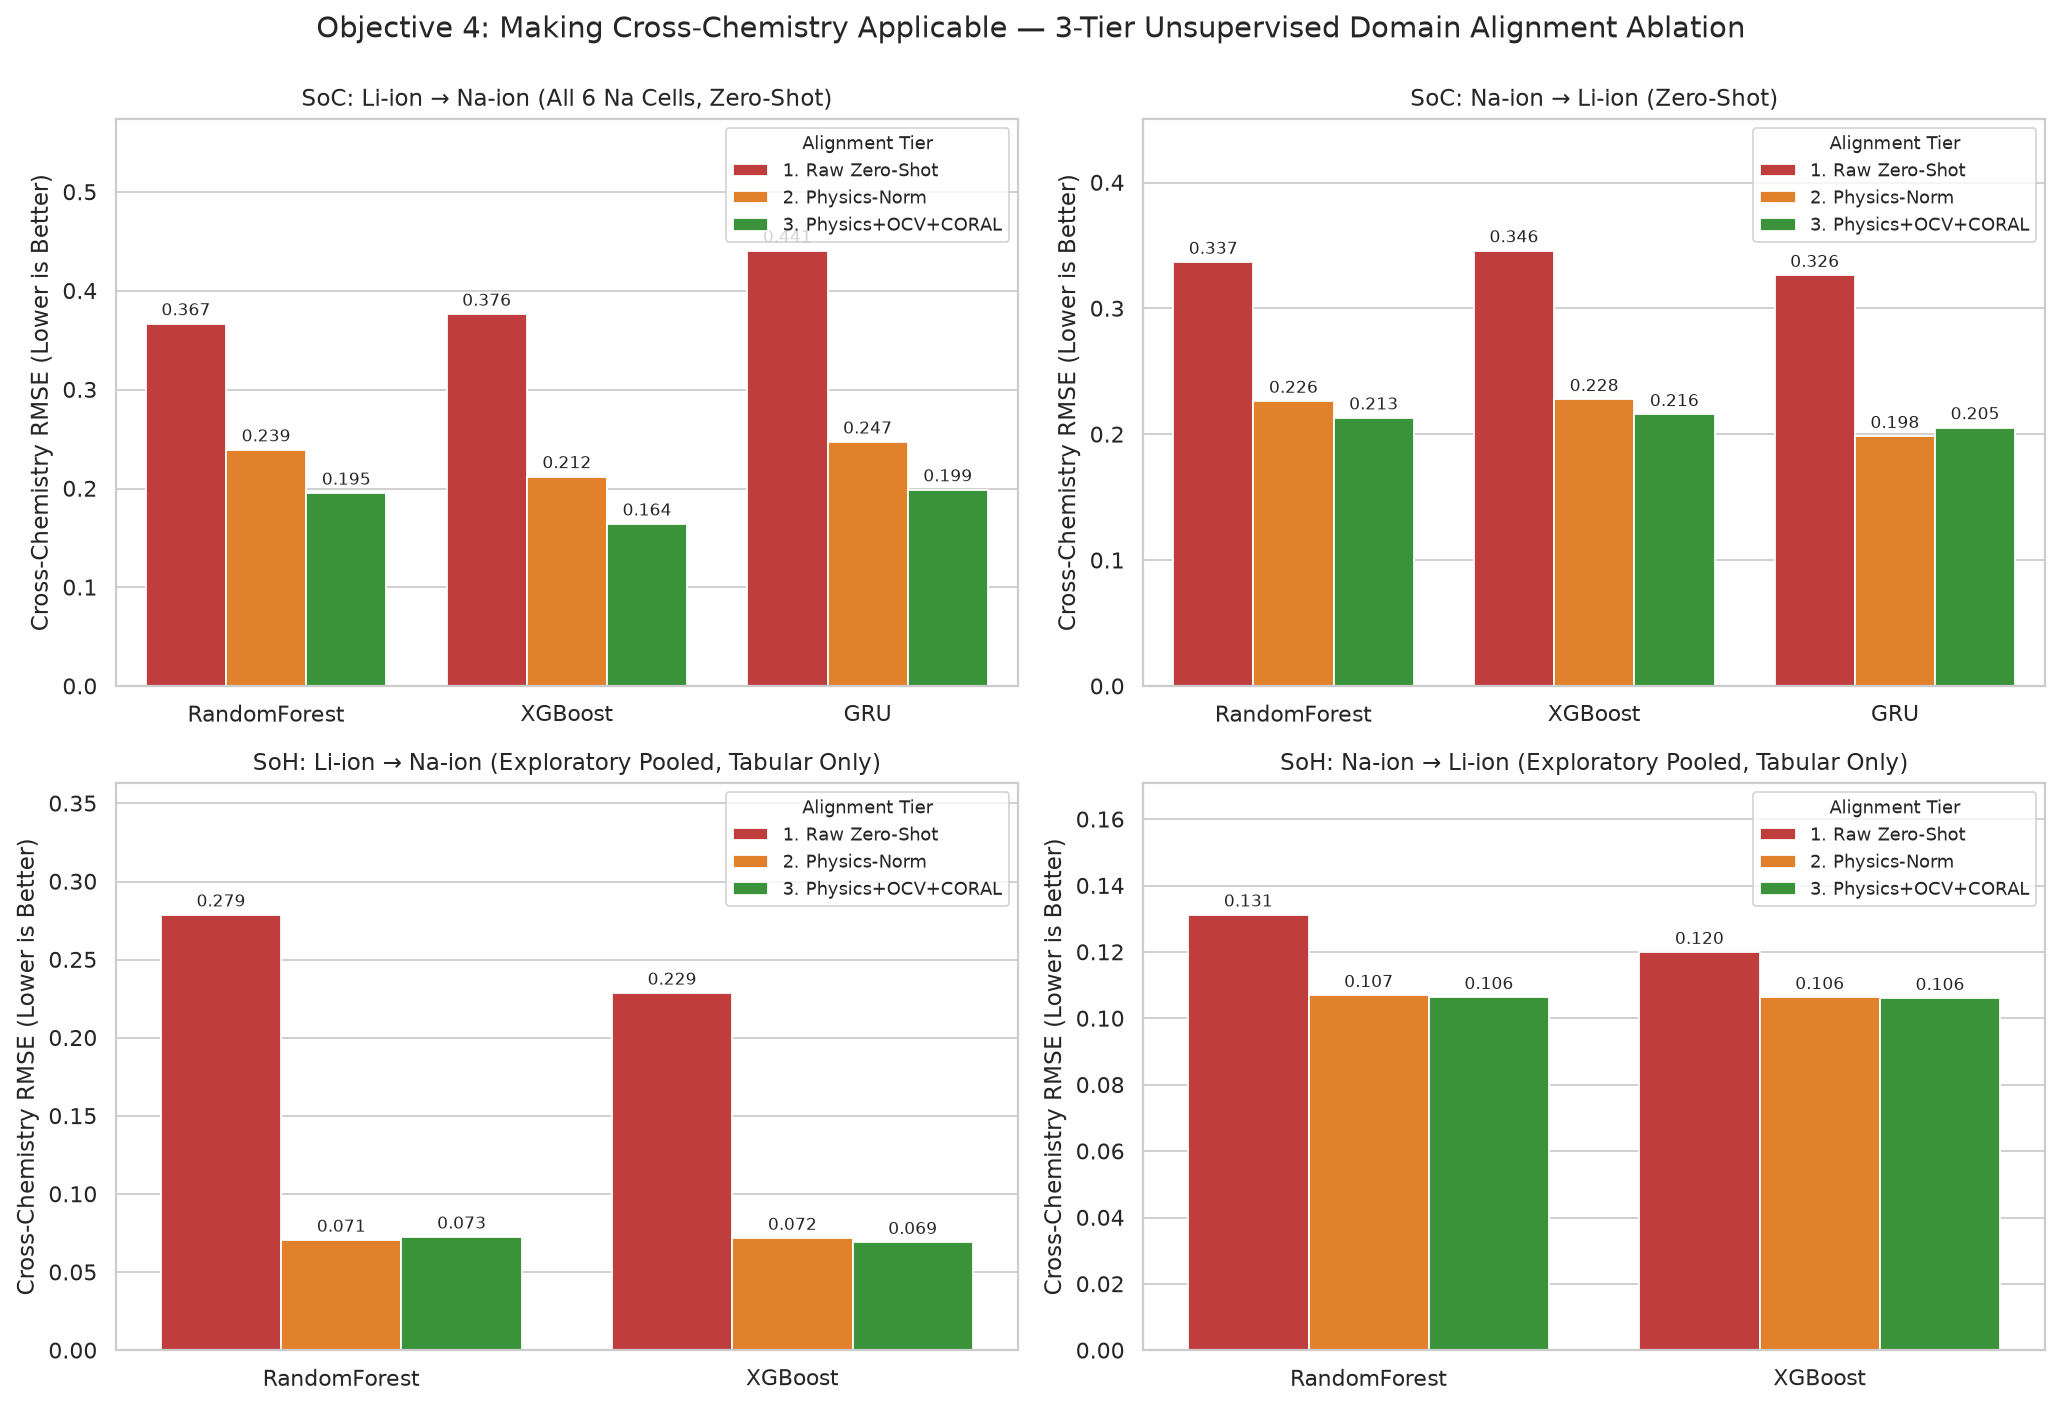 Objective 4: Making Cross-Chemistry Applicable — 3-Tier Unsupervised Domain Alignment Ablation
SoC: Li-ion → Na-ion (All 6 Na Cells, Zero-Shot)
Cross-Chemistry RMSE (Lower is Better)
0.5
0.4
0.3
0.2
0.1
0.0
Alignment Tier
1. Raw Zero-Shot
2. Physics-Norm
3. Physics+OCV+CORAL
0.367
0.239
0.195
0.376
0.212
0.164
0.441
0.247
0.199
RandomForest
XGBoost
GRU
SoC: Na-ion → Li-ion (Zero-Shot)
Cross-Chemistry RMSE (Lower is Better)
0.4
0.3
0.2
0.1
0.0
Alignment Tier
1. Raw Zero-Shot
2. Physics-Norm
3. Physics+OCV+CORAL
0.337
0.226
0.213
0.346
0.228
0.216
0.326
0.198
0.205
RandomForest
XGBoost
GRU
SoH: Li-ion → Na-ion (Exploratory Pooled, Tabular Only)
Cross-Chemistry RMSE (Lower is Better)
0.35
0.30
0.25
0.20
0.15
0.10
0.05
0.00
Alignment Tier
1. Raw Zero-Shot
2. Physics-Norm
3. Physics+OCV+CORAL
0.279
0.071
0.073
0.229
0.072
0.069
RandomForest
XGBoost
SoH: Na-ion → Li-ion (Exploratory Pooled, Tabular Only)
Cross-Chemistry RMSE (Lower is Better)
0.16
0.14
0.12
0.10
0.08
0.06
0.04
0.02
0.00
Alignment Tier
1. Raw Zero-Shot
2. Physics-Norm
3. Physics+OCV+CORAL
0.131
0.107
0.106
0.120
0.106
0.106
RandomForest
XGBoost